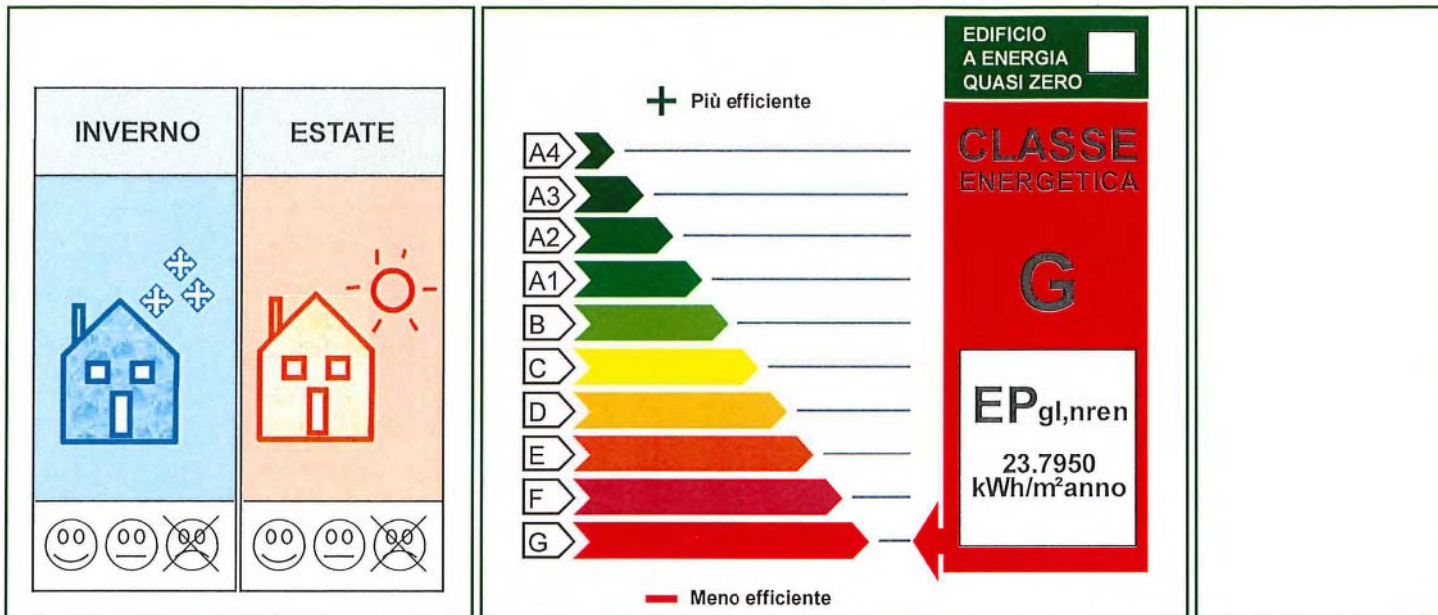 INVERNO
ESTATE
+ Più efficiente
A4
A3
A2
A1
B
C
D
E
F
G
Meno efficiente
EDIFICIO
A ENERGIA
QUASI ZERO
CLASSE
ENERGETICA
G
EPgl,nren
23.7950
kWh/m²anno